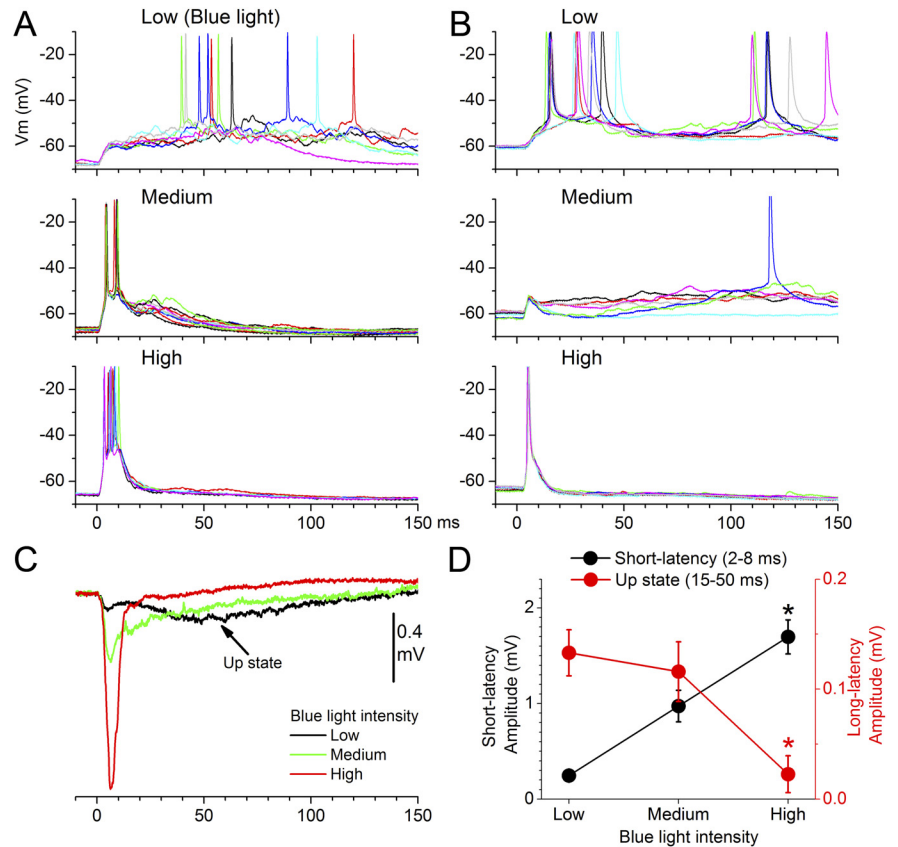 A
Low (Blue light)
-20
-40
-60
Vm (mV)
Medium
-20
-40
-60
High
-20
-40
-60
0
50
100
150 ms
B
Low
-20
-40
-60
Medium
-20
-40
-60
High
-20
-40
-60
0
50
100
150
C
0.4
mV
Up state
Blue light intensity
Low
Medium
High
0
50
100
150
D
Short-latency (2-8 ms)
Up state (15-50 ms)
2
1
0
Short-latency
Amplitude (mV)
*
*
0.2
0.1
0.0
Long-latency
Amplitude (mV)
Low
Medium
High
Blue light intensity